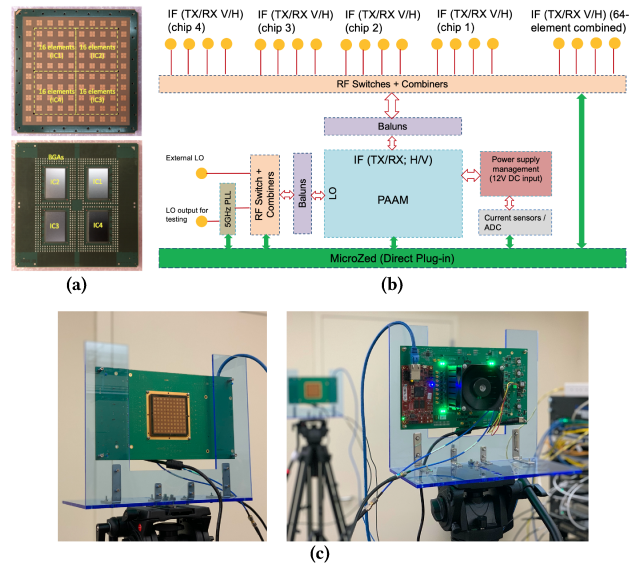 16 elements
(IC1)
16 elements
(IC2)
16 elements
(IC4)
16 elements
(IC3)
BGAs
IC2
IC1
IC3
IC4
(a)
IF (TX/RX V/H)
(chip 4)
IF (TX/RX V/H)
(chip 3)
IF (TX/RX V/H)
(chip 2)
IF (TX/RX V/H)
(chip 1)
IF (TX/RX V/H) (64-
element combined)
RF Switches + Combiners
Baluns
External LO
LO output for
testing
5GHz PLL
RF Switch +
Combiners
Baluns
LO
IF (TX/RX; H/V)
PAAM
Power supply
management
(12V DC input)
Current sensors /
ADC
MicroZed (Direct Plug-in)
(b)
(c)